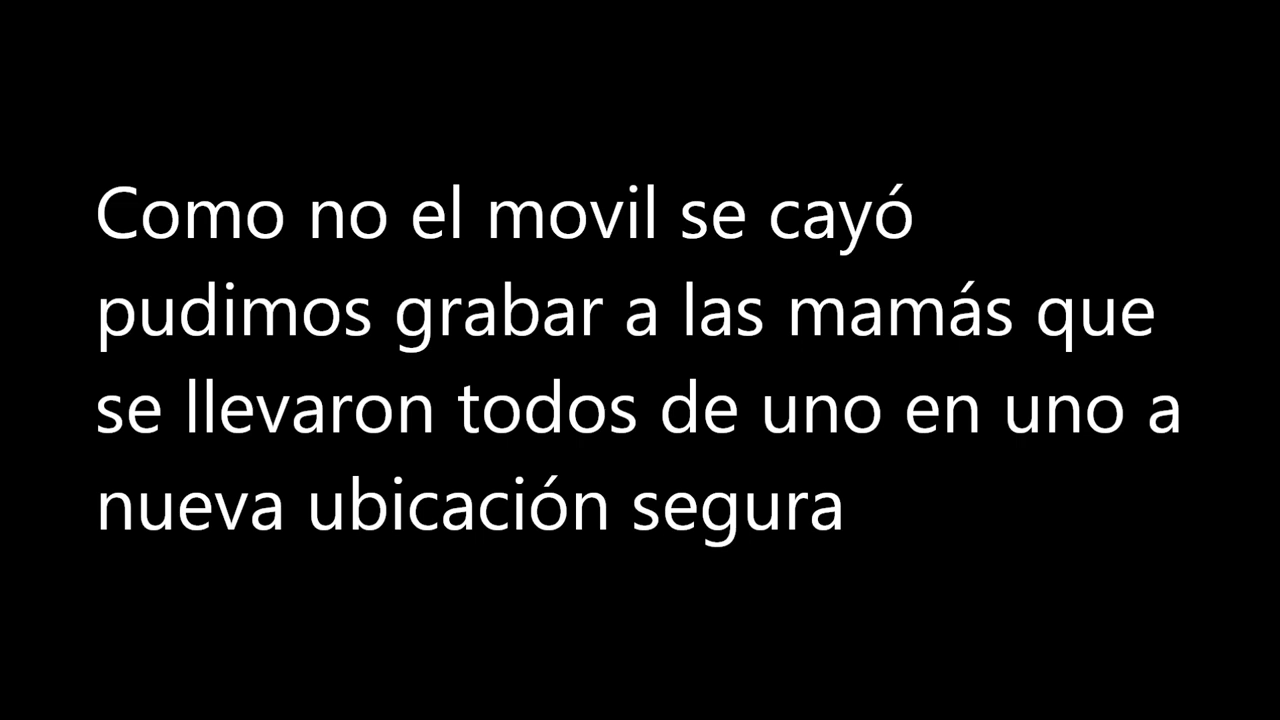 Como no el movil se cayó
pudimos grabar a las mamás que
se llevaron todos de uno en uno a
nueva ubicación segura